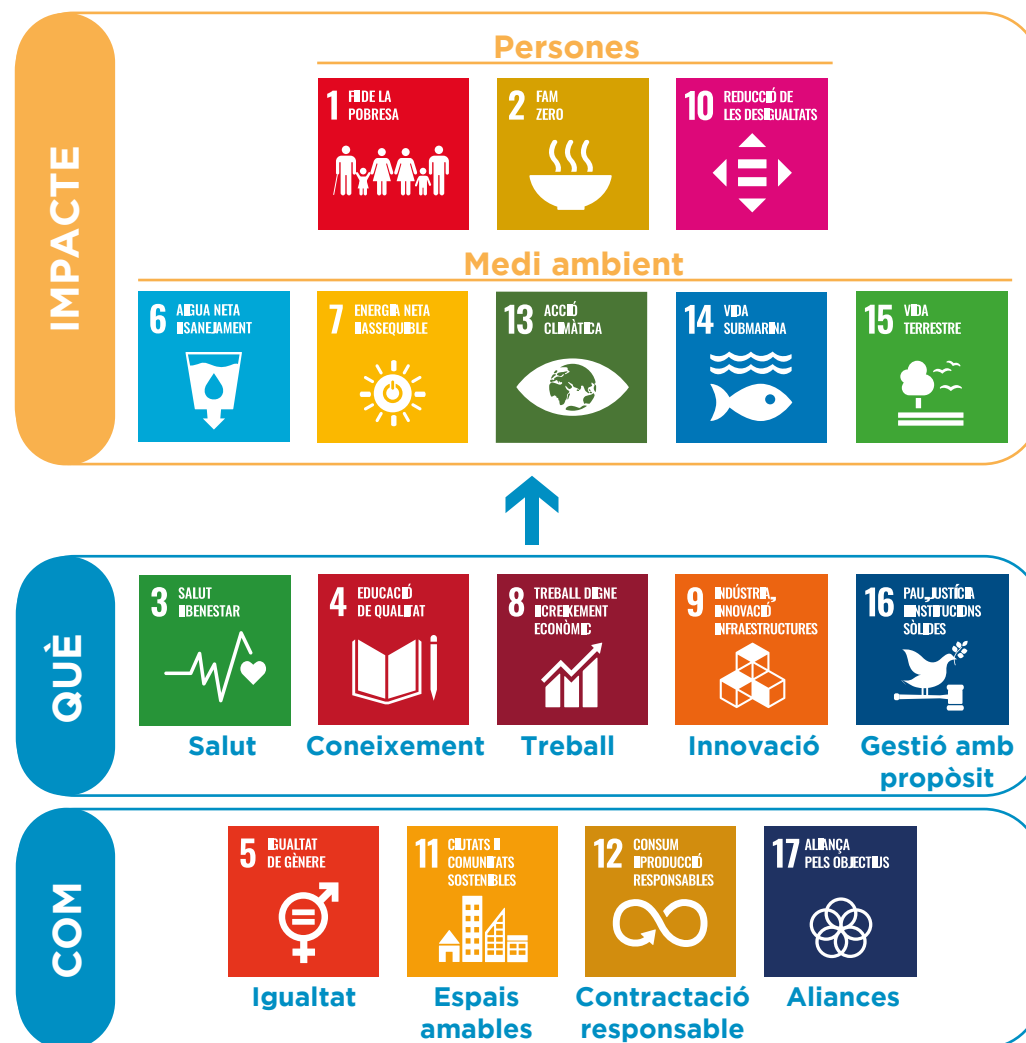 IMPACTE
Persones
1 FI DE LA
POBRESA
2 FAM
ZERO
10 REDUCCIÓ DE
LES DESIGUALTATS
Medi ambient
6 AIGUA NETA
I SANEJAMENT
7 ENERGIA NETA
I ASSEQUIBLE
13 ACCIÓ
CLIMÀTICA
14 VIDA
SUBMARINA
15 VIDA
TERRESTRE
QUÈ
3 SALUT
I BENESTAR
Salut
4 EDUCACIÓ
DE QUALITAT
Coneixement
8 TREBALL DIGNE
I CREIXEMENT
ECONÒMIC
Treball
9 INDÚSTRIA,
INNOVACIÓ
INFRAESTRUCTURES
Innovació
16 PAU, JUSTÍCIA
I INSTITUCIONS
SÒLIDES
Gestió amb
propòsit
COM
5 IGUALTAT
DE GÈNERE
Igualtat
11 CIUTATS I
COMUNITATS
SOSTENIBLES
Espais
amables
12 CONSUM
I PRODUCCIÓ
RESPONSABLES
Contractació
responsable
17 ALIANÇA
PELS OBJECTIUS
Aliances